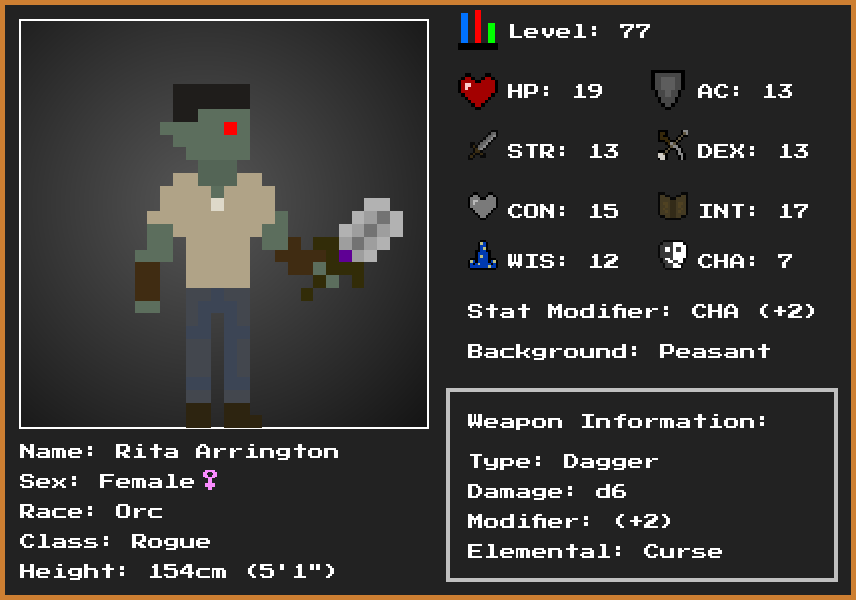 Level: 77
HP: 19
AC: 13
STR: 13
DEX: 13
CON: 15
INT: 17
WIS: 12
CHA: 7
Stat Modifier: CHA (+2)
Background: Peasant
Weapon Information:
Type: Dagger
Damage: d6
Modifier: (+2)
Elemental: Curse
Name: Rita Arrington
Sex: Female♀
Race: Orc
Class: Rogue
Height: 154cm (5'1")